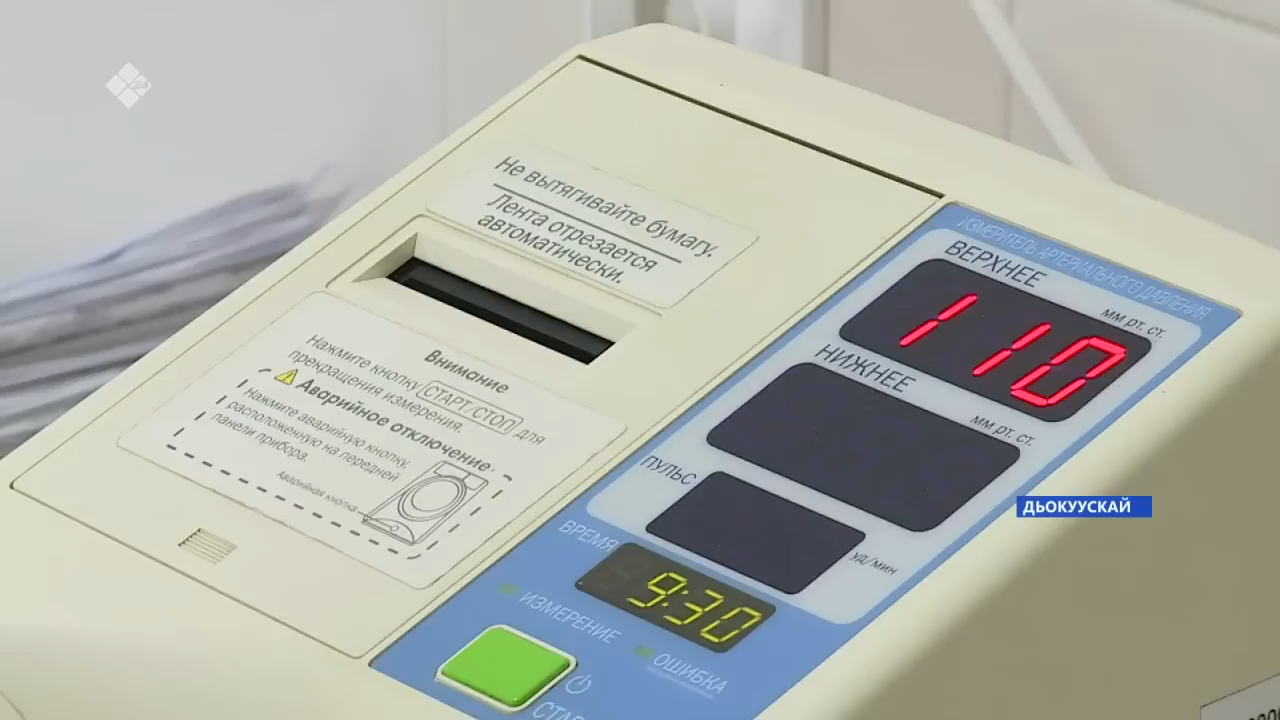 Не вытягивайте бумагу.
Лента отрезается
автоматически.
Внимание
Нажмите кнопку СТАРТ/СТОП для
прекращения измерения.
Аварийное отключение
Нажмите аварийную кнопку,
расположенную на передней
панели прибора.
Аварийная кнопка
ИЗМЕРИТЕЛЬ АРТЕРИАЛЬНОГО ДАВЛЕНИЯ
ВЕРХНЕЕ
мм рт. ст.
110
НИЖНЕЕ
мм рт. ст.
ПУЛЬС
уд/мин
ВРЕМЯ
9:30
ИЗМЕРЕНИЕ
ОШИБКА
ДЬОКУУСКАЙ
24